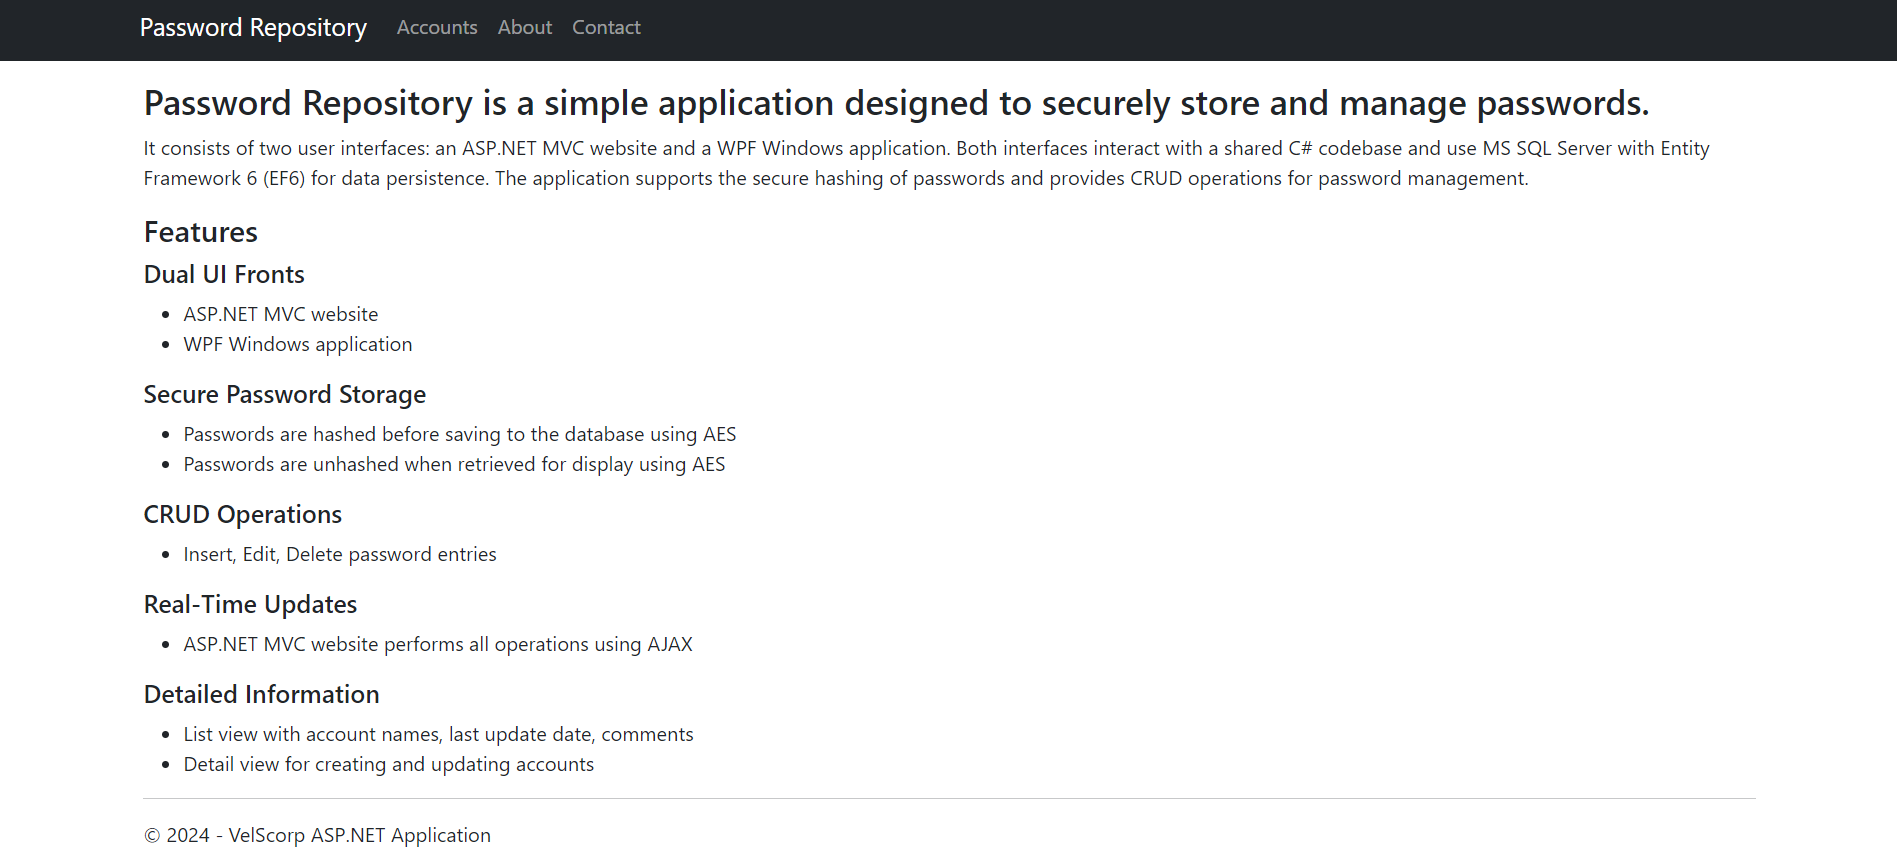 Password Repository Accounts About Contact
Password Repository is a simple application designed to securely store and manage passwords.
It consists of two user interfaces: an ASP.NET MVC website and a WPF Windows application. Both interfaces interact with a shared C# codebase and use MS SQL Server with Entity
Framework 6 (EF6) for data persistence. The application supports the secure hashing of passwords and provides CRUD operations for password management.
Features
Dual UI Fronts
• ASP.NET MVC website
• WPF Windows application
Secure Password Storage
• Passwords are hashed before saving to the database using AES
• Passwords are unhashed when retrieved for display using AES
CRUD Operations
• Insert, Edit, Delete password entries
Real-Time Updates
• ASP.NET MVC website performs all operations using AJAX
Detailed Information
• List view with account names, last update date, comments
• Detail view for creating and updating accounts
© 2024 - VelScorp ASP.NET Application